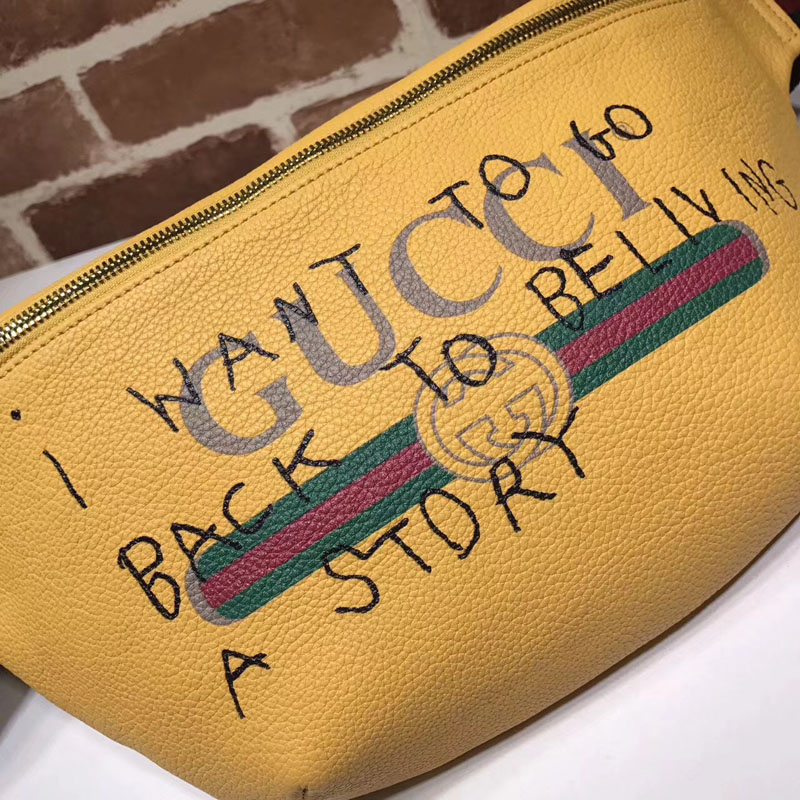 GUCCI
i WANT TO GO
BACK TO BELIVING
A STORY